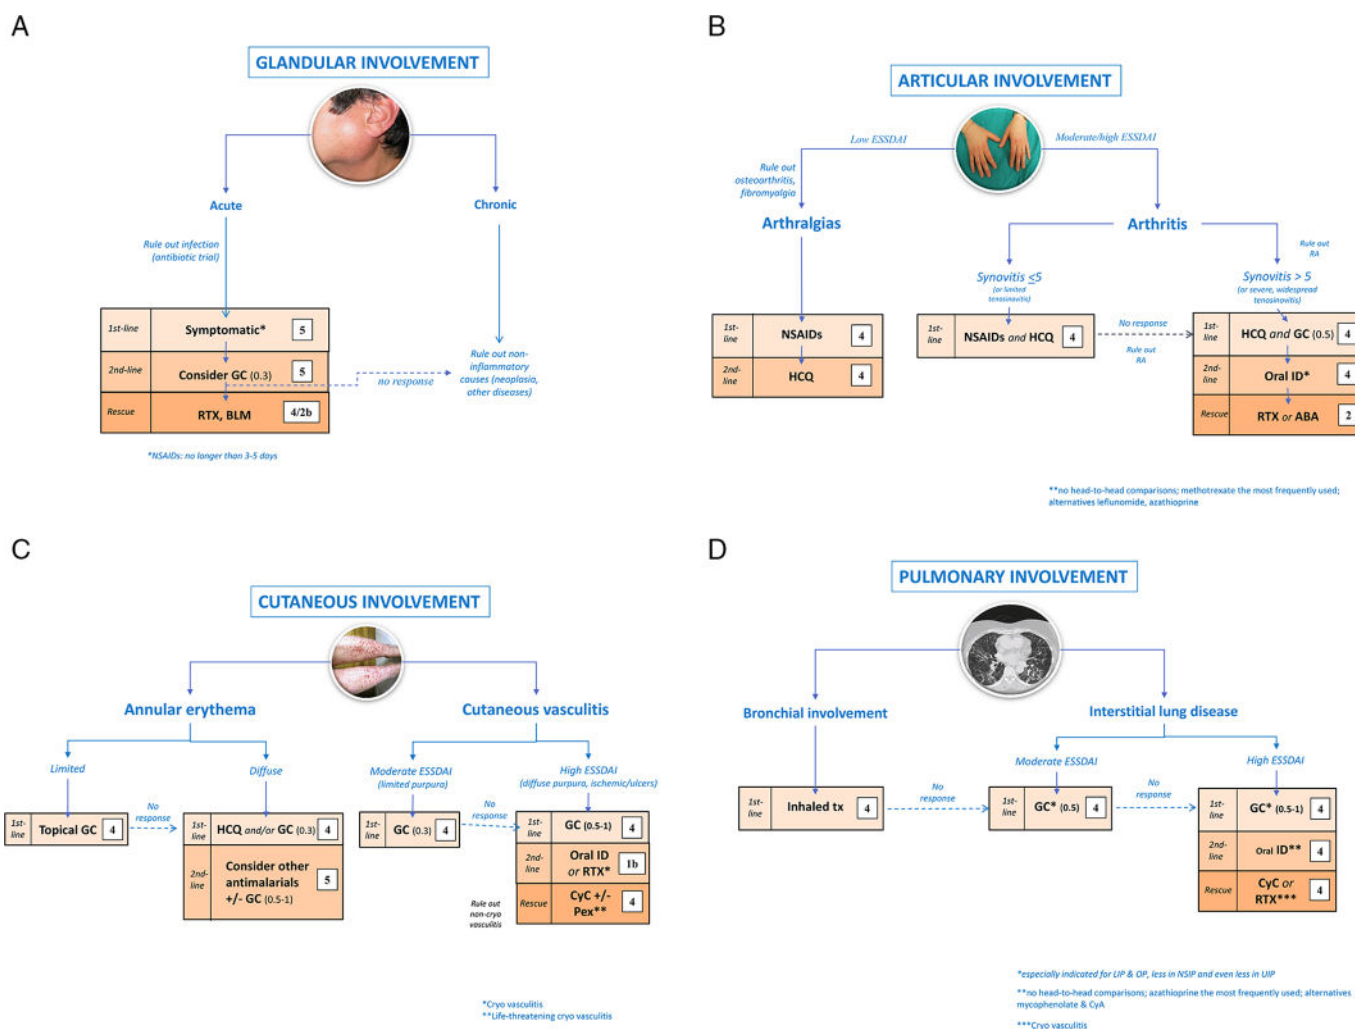 A
GLANDULAR INVOLVEMENT
Acute
Chronic
Rule out infection
(antibiotic trial)
1st-line
Symptomatic*
5
2nd-line
Consider GC (0.3)
5
no response
Rule out non-
inflammatory
causes (neoplasia,
other diseases)
Rescue
RTX, BLM
4/2b
*NSAIDs: no longer than 3-5 days
B
ARTICULAR INVOLVEMENT
Low ESSDAI
Moderate/high ESSDAI
Rule out
osteoarthritis,
fibromyalgia
Arthralgias
Arthritis
Rule out
RA
Synovitis ≤5
(or limited
tenosinovitis)
Synovitis > 5
(or severe, widespread
tenosinovitis)
1st-
line
NSAIDs
4
2nd-
line
HCQ
4
1st-
line
NSAIDs and HCQ
4
No response
Rule out
RA
1st-
line
HCQ and GC (0.5)
4
2nd-
line
Oral ID*
4
Rescue
RTX or ABA
2
**no head-to-head comparisons; methotrexate the most frequently used;
alternatives leflunomide, azathioprine
C
CUTANEOUS INVOLVEMENT
Annular erythema
Cutaneous vasculitis
Limited
Diffuse
Moderate ESSDAI
(limited purpura)
High ESSDAI
(diffuse purpura, ischemic/ulcers)
1st-
line
Topical GC
4
No
response
1st-
line
HCQ and/or GC (0.3)
4
2nd-
line
Consider other
antimalarials
+/- GC (0.5-1)
5
1st-
line
GC (0.3)
4
No
response
Rule out
non-cryo
vasculitis
1st-
line
GC (0.5-1)
4
2nd-
line
Oral ID
or RTX*
1b
Rescue
CyC +/-
Pex**
4
*Cryo vasculitis
**Life-threatening cryo vasculitis
D
PULMONARY INVOLVEMENT
Bronchial involvement
Interstitial lung disease
Moderate ESSDAI
High ESSDAI
1st-
line
Inhaled tx
4
No
response
1st-
line
GC* (0.5)
4
No
response
1st-
line
GC* (0.5-1)
4
2nd-
line
Oral ID**
4
Rescue
CyC or
RTX***
4
*especially indicated for LIP & OP, less in NSIP and even less in UIP
**no head-to-head comparisons; azathioprine the most frequently used; alternatives
mycophenolate & CyA
***Cryo vasculitis